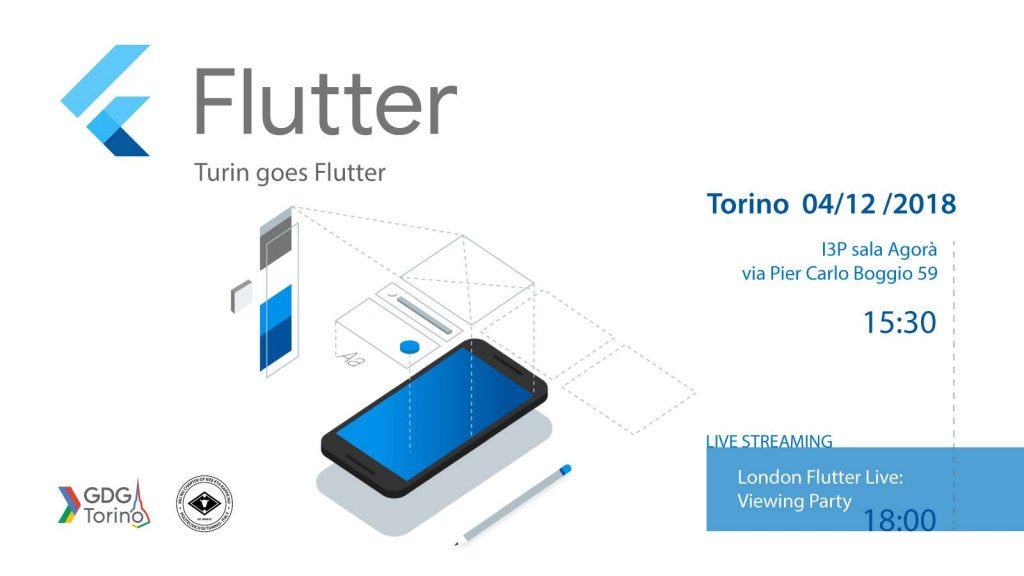 Flutter
Turin goes Flutter
Torino 04/12 /2018
I3P sala Agorà
via Pier Carlo Boggio 59
15:30
Aa
LIVE STREAMING
London Flutter Live:
Viewing Party
18:00
GDG
Torino